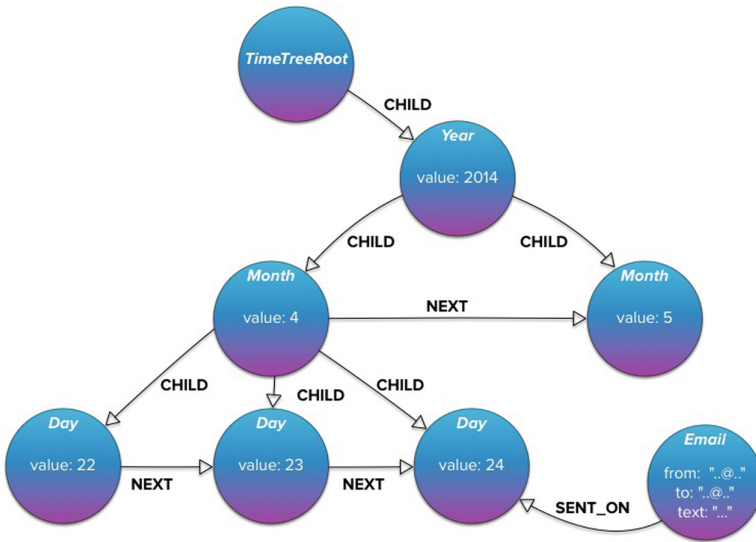 TimeTreeRoot
CHILD
Year
value: 2014
CHILD
CHILD
Month
value: 4
NEXT
Month
value: 5
CHILD
CHILD
CHILD
Day
value: 22
NEXT
Day
value: 23
NEXT
Day
value: 24
SENT_ON
Email
from: "..@.."
to: "..@.."
text: "..."